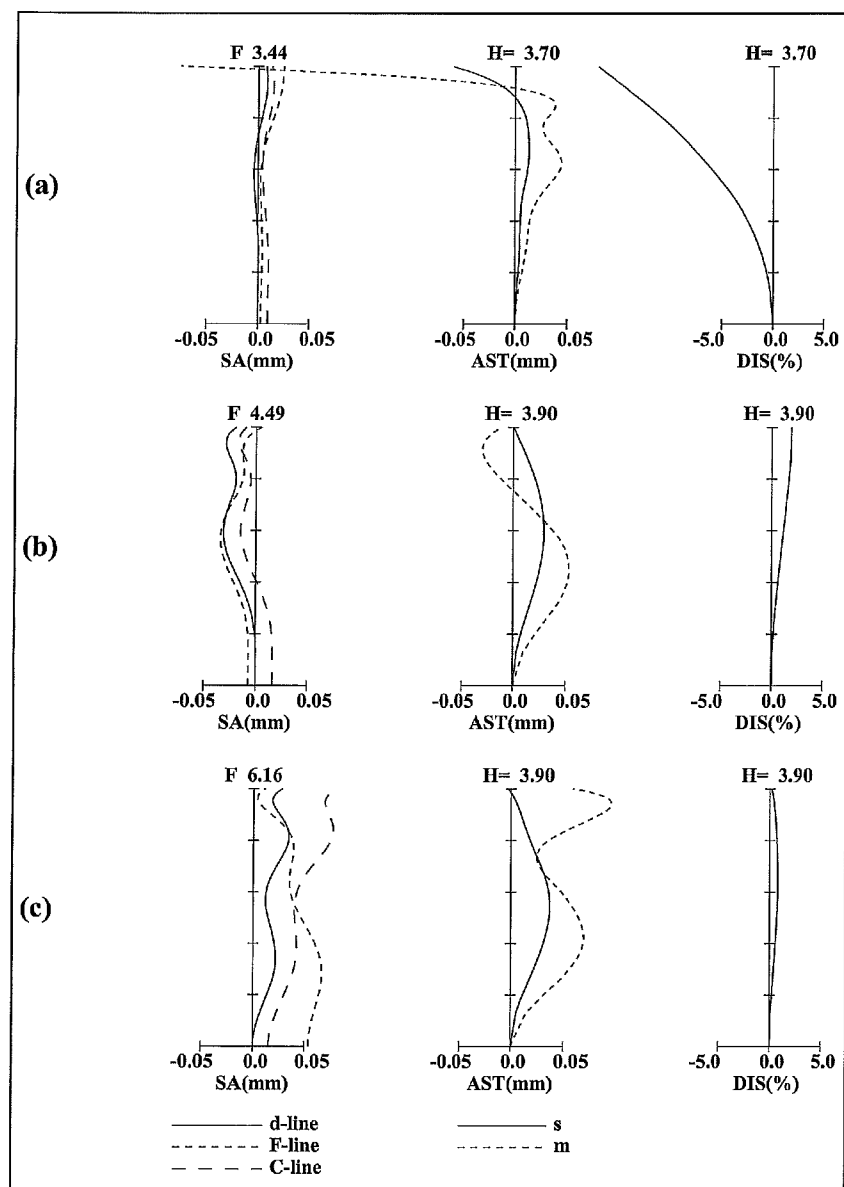 F 3.44 H= 3.70 H= 3.70
(a)
-0.05 0.0 0.05 -0.05 0.0 0.05 -5.0 0.0 5.0
SA(mm) AST(mm) DIS(%)
F 4.49 H= 3.90 H= 3.90
(b)
-0.05 0.0 0.05 -0.05 0.0 0.05 -5.0 0.0 5.0
SA(mm) AST(mm) DIS(%)
F 6.16 H= 3.90 H= 3.90
(c)
-0.05 0.0 0.05 -0.05 0.0 0.05 -5.0 0.0 5.0
SA(mm) AST(mm) DIS(%)
d-line s
F-line m
C-line